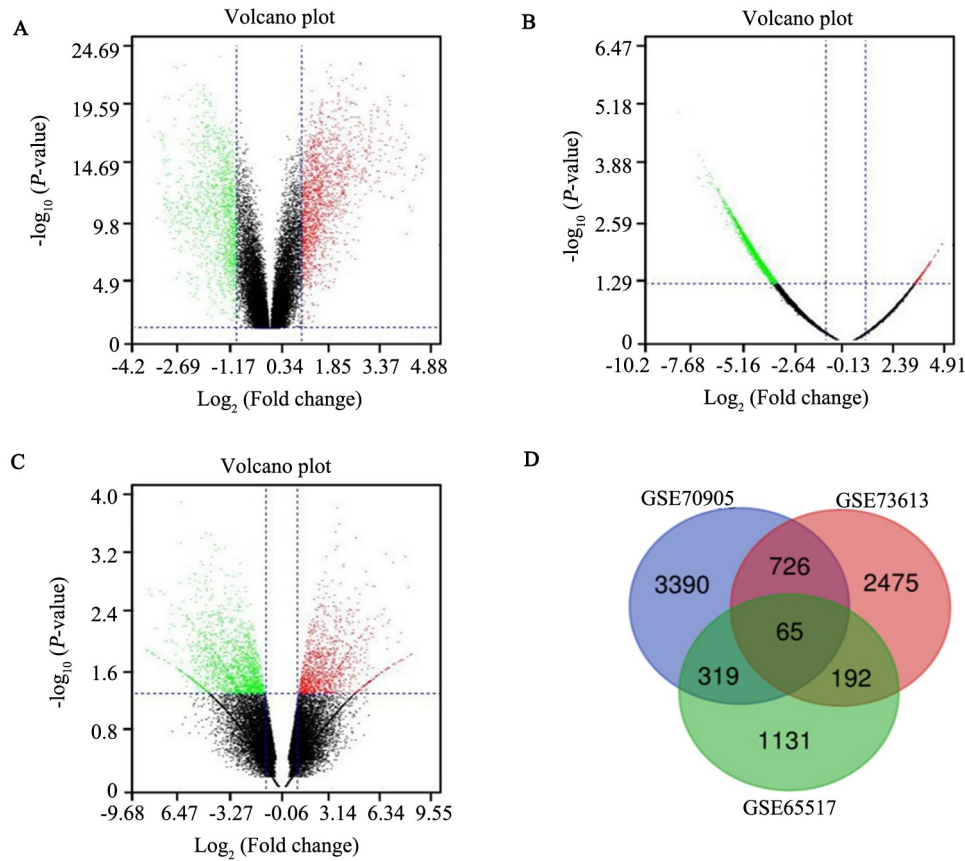 A
Volcano plot
24.69
19.59
14.69
9.8
4.9
0
-log10 (P-value)
-4.2 -2.69 -1.17 0.34 1.85 3.37 4.88
Log2 (Fold change)
B
Volcano plot
6.47
5.18
3.88
2.59
1.29
0
-log10 (P-value)
-10.2 -7.68 -5.16 -2.64 -0.13 2.39 4.91
Log2 (Fold change)
C
Volcano plot
4.0
3.2
2.4
1.6
0.8
0
-log10 (P-value)
-9.68 6.47 -3.27 -0.06 3.14 6.34 9.55
Log2 (Fold change)
D
GSE70905 GSE73613
3390 726 2475
65
319 192
1131
GSE65517